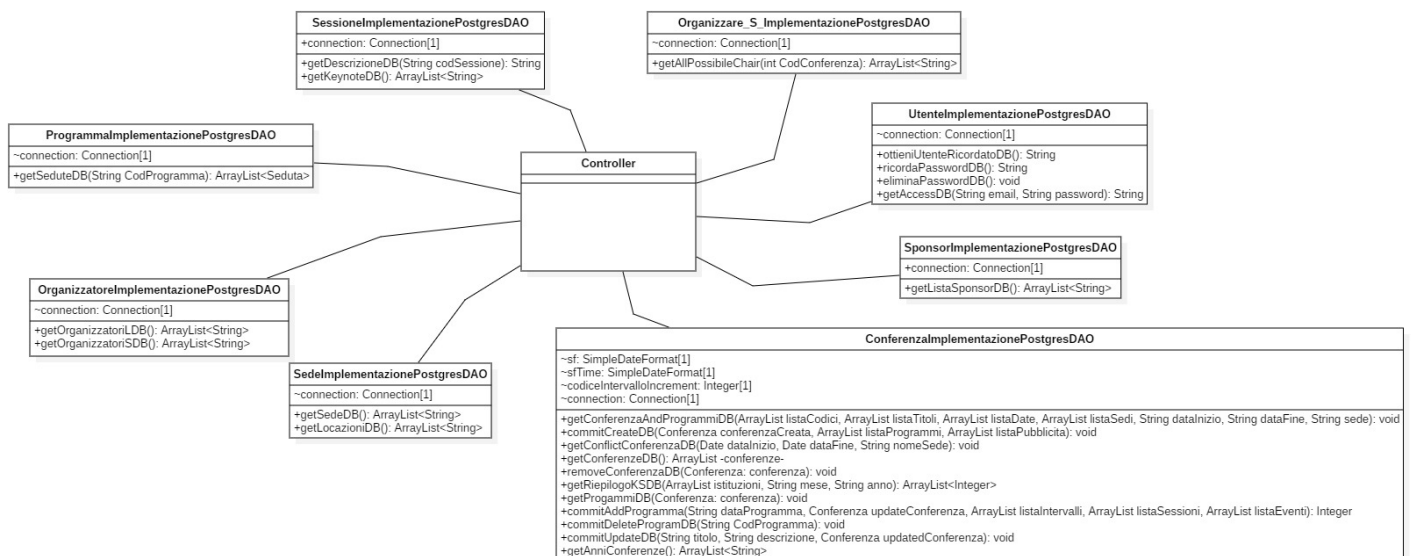 SessioneImplementazionePostgresDAO
+connection: Connection[1]
+getDescrizioneDB(String codSessione): String
+getKeynoteDB(): ArrayList<String>
Organizzare_S_ImplementazionePostgresDAO
~connection: Connection[1]
+getAllPossibileChair(int CodConferenza): ArrayList<String>
UtenteImplementazionePostgresDAO
~connection: Connection[1]
+ottieniUtenteRicordatoDB(): String
+ricordaPasswordDB(): String
+eliminaPasswordDB(): void
+getAccessDB(String email, String password): String
ProgrammaImplementazionePostgresDAO
~connection: Connection[1]
+getSeduteDB(String CodProgramma): ArrayList<Seduta>
Controller
SponsorImplementazionePostgresDAO
+connection: Connection[1]
+getListaSponsorDB(): ArrayList<String>
OrganizzatoreImplementazionePostgresDAO
~connection: Connection[1]
+getOrganizzatoriLDB(): ArrayList<String>
+getOrganizzatoriSDB(): ArrayList<String>
SedeImplementazionePostgresDAO
~connection: Connection[1]
+getSedeDB(): ArrayList<String>
+getLocazioniDB(): ArrayList<String>
ConferenzaImplementazionePostgresDAO
~sf: SimpleDateFormat[1]
~sfTime: SimpleDateFormat[1]
~codiceIntervalloIncrement: Integer[1]
~connection: Connection[1]
+getConferenzaAndProgrammiDB(ArrayList listaCodici, ArrayList listaTitoli, ArrayList listaDate, ArrayList listaSedi, String dataInizio, String dataFine, String sede): void
+commitCreateDB(Conferenza conferenzaCreata, ArrayList listaProgrammi, ArrayList listaPubblicita): void
+getConflictConferenzaDB(Date dataInizio, Date dataFine, String nomeSede): void
+getConferenzeDB(): ArrayList -conferenze-
+removeConferenzaDB(Conferenza: conferenza): void
+getRiepilogoKSDB(ArrayList istituzioni, String mese, String anno): ArrayList<Integer>
+getProgammiDB(Conferenza: conferenza): void
+commitAddProgramma(String dataProgramma, Conferenza updateConferenza, ArrayList listaIntervalli, ArrayList listaSessioni, ArrayList listaEventi): Integer
+commitDeleteProgramDB(String CodProgramma): void
+commitUpdateDB(String titolo, String descrizione, Conferenza updatedConferenza): void
+getAnniConferenze(): ArrayList<String>